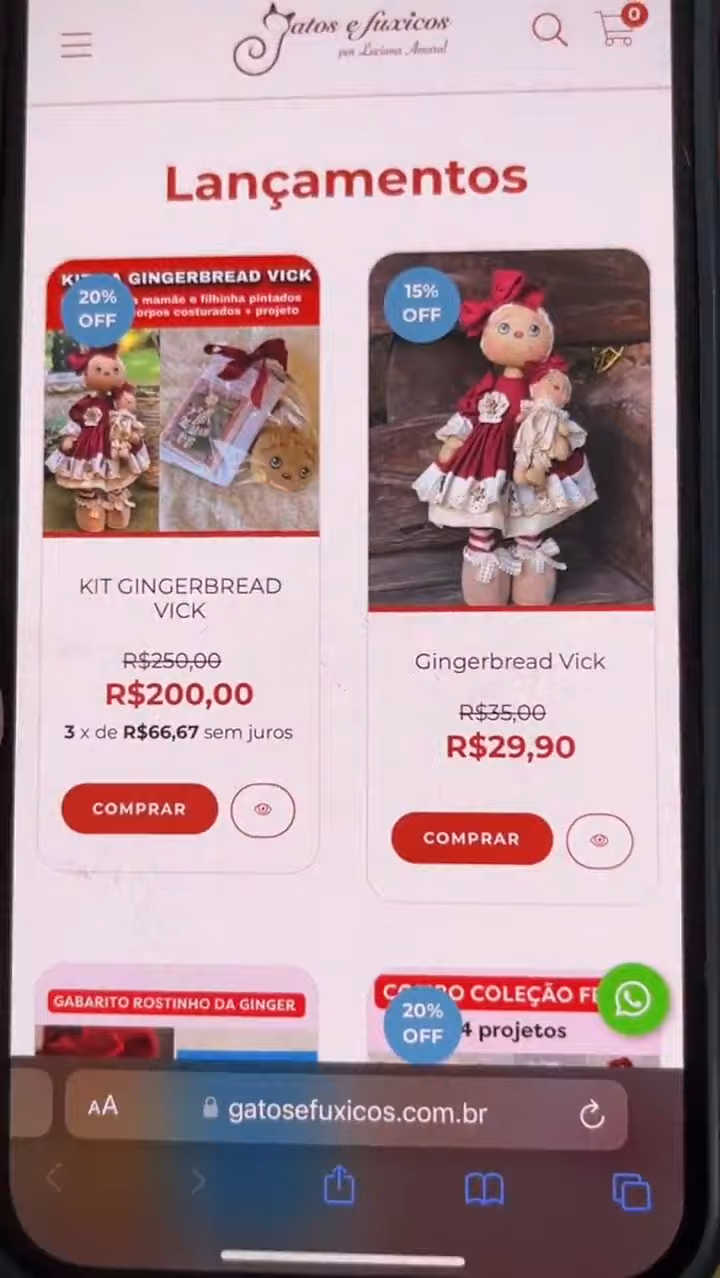 Gatos e fuxicos
por Luciana Amaral
0
Lançamentos
GINGERBREAD VICK
20%
OFF
mamão e filhinha pintados
corpos costurados + projeto
15%
OFF
KIT GINGERBREAD
VICK
R$250,00
R$200,00
3 x de R$66,67 sem juros
COMPRAR
Gingerbread Vick
R$35,00
R$29,90
COMPRAR
GABARITO ROSTINHO DA GINGER
COLEÇÃO
20%
OFF
4 projetos
AA
gatosefuxicos.com.br